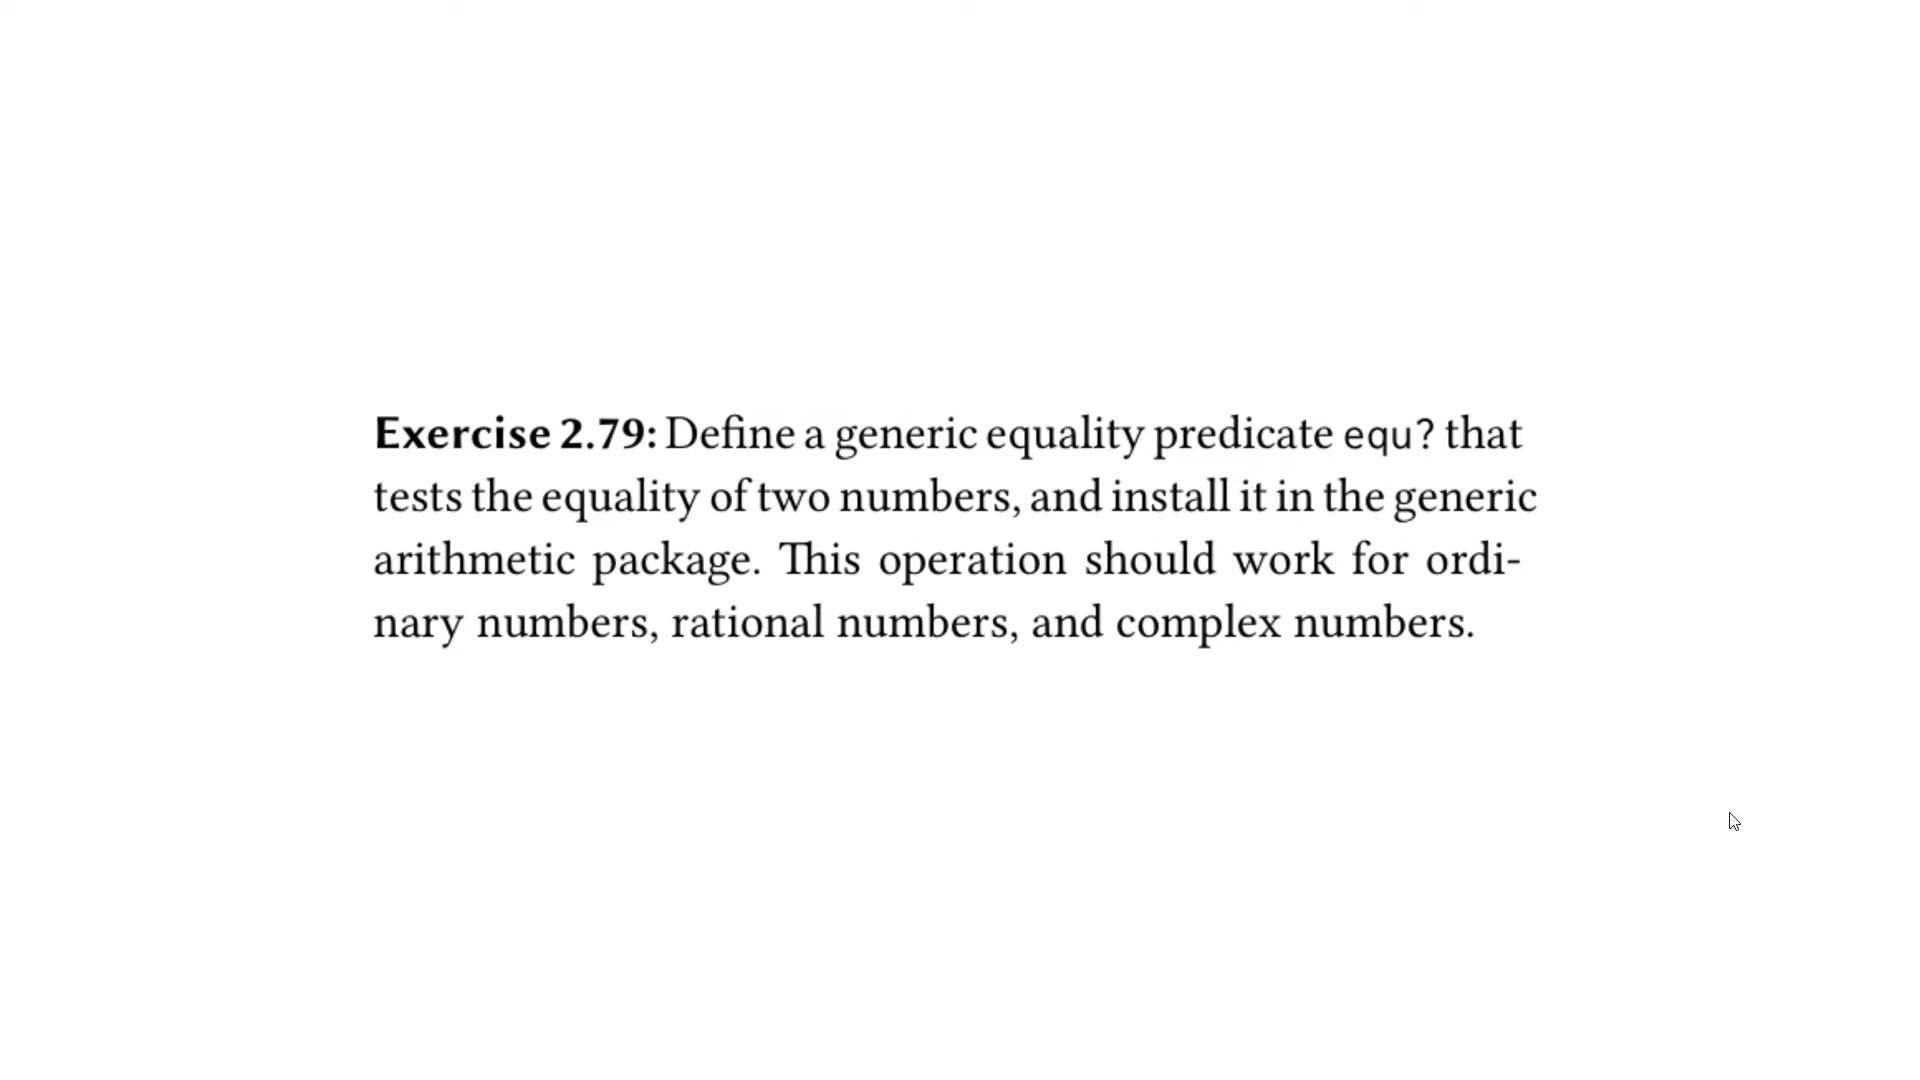 Exercise 2.79: Define a generic equality predicate equ? that
tests the equality of two numbers, and install it in the generic
arithmetic package. This operation should work for ordi-
nary numbers, rational numbers, and complex numbers.